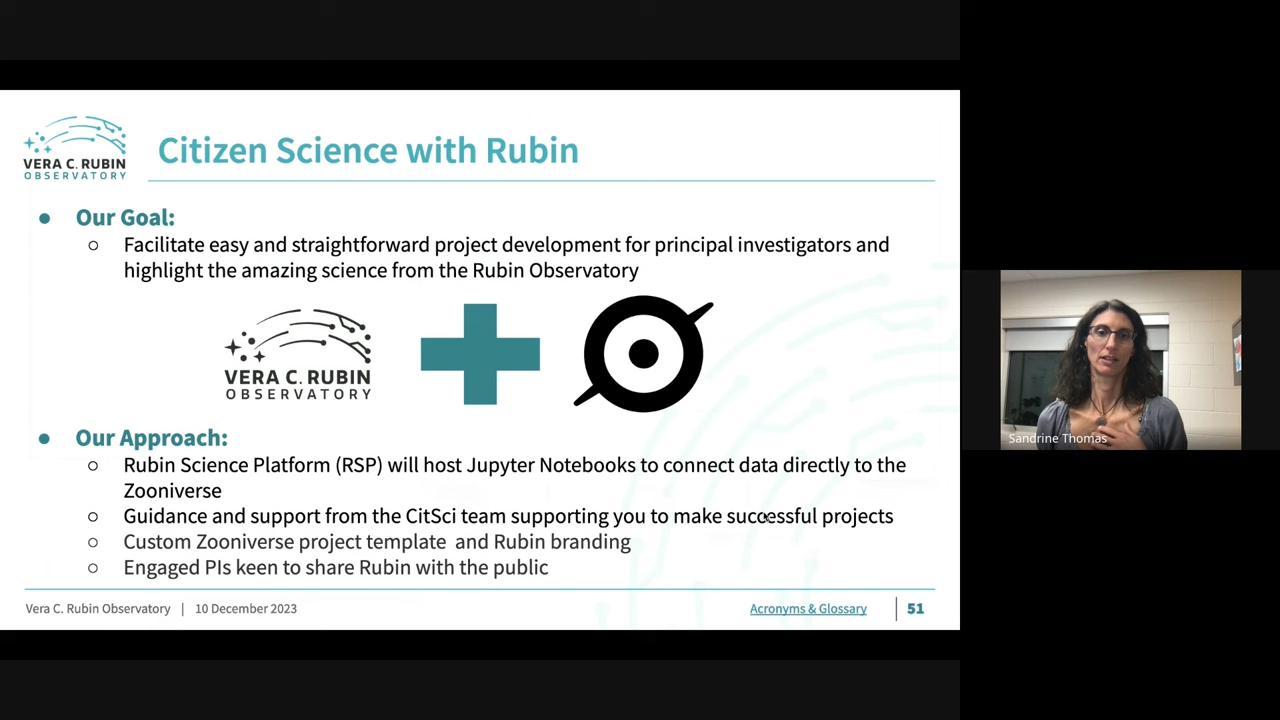 VERA C. RUBIN
OBSERVATORY
Citizen Science with Rubin
● Our Goal:
○ Facilitate easy and straightforward project development for principal investigators and
highlight the amazing science from the Rubin Observatory
VERA C. RUBIN
OBSERVATORY
● Our Approach:
○ Rubin Science Platform (RSP) will host Jupyter Notebooks to connect data directly to the
Zooniverse
○ Guidance and support from the CitSci team supporting you to make successful projects
○ Custom Zooniverse project template and Rubin branding
○ Engaged PIs keen to share Rubin with the public
Vera C. Rubin Observatory | 10 December 2023
Acronyms & Glossary | 51
Sandrine Thomas